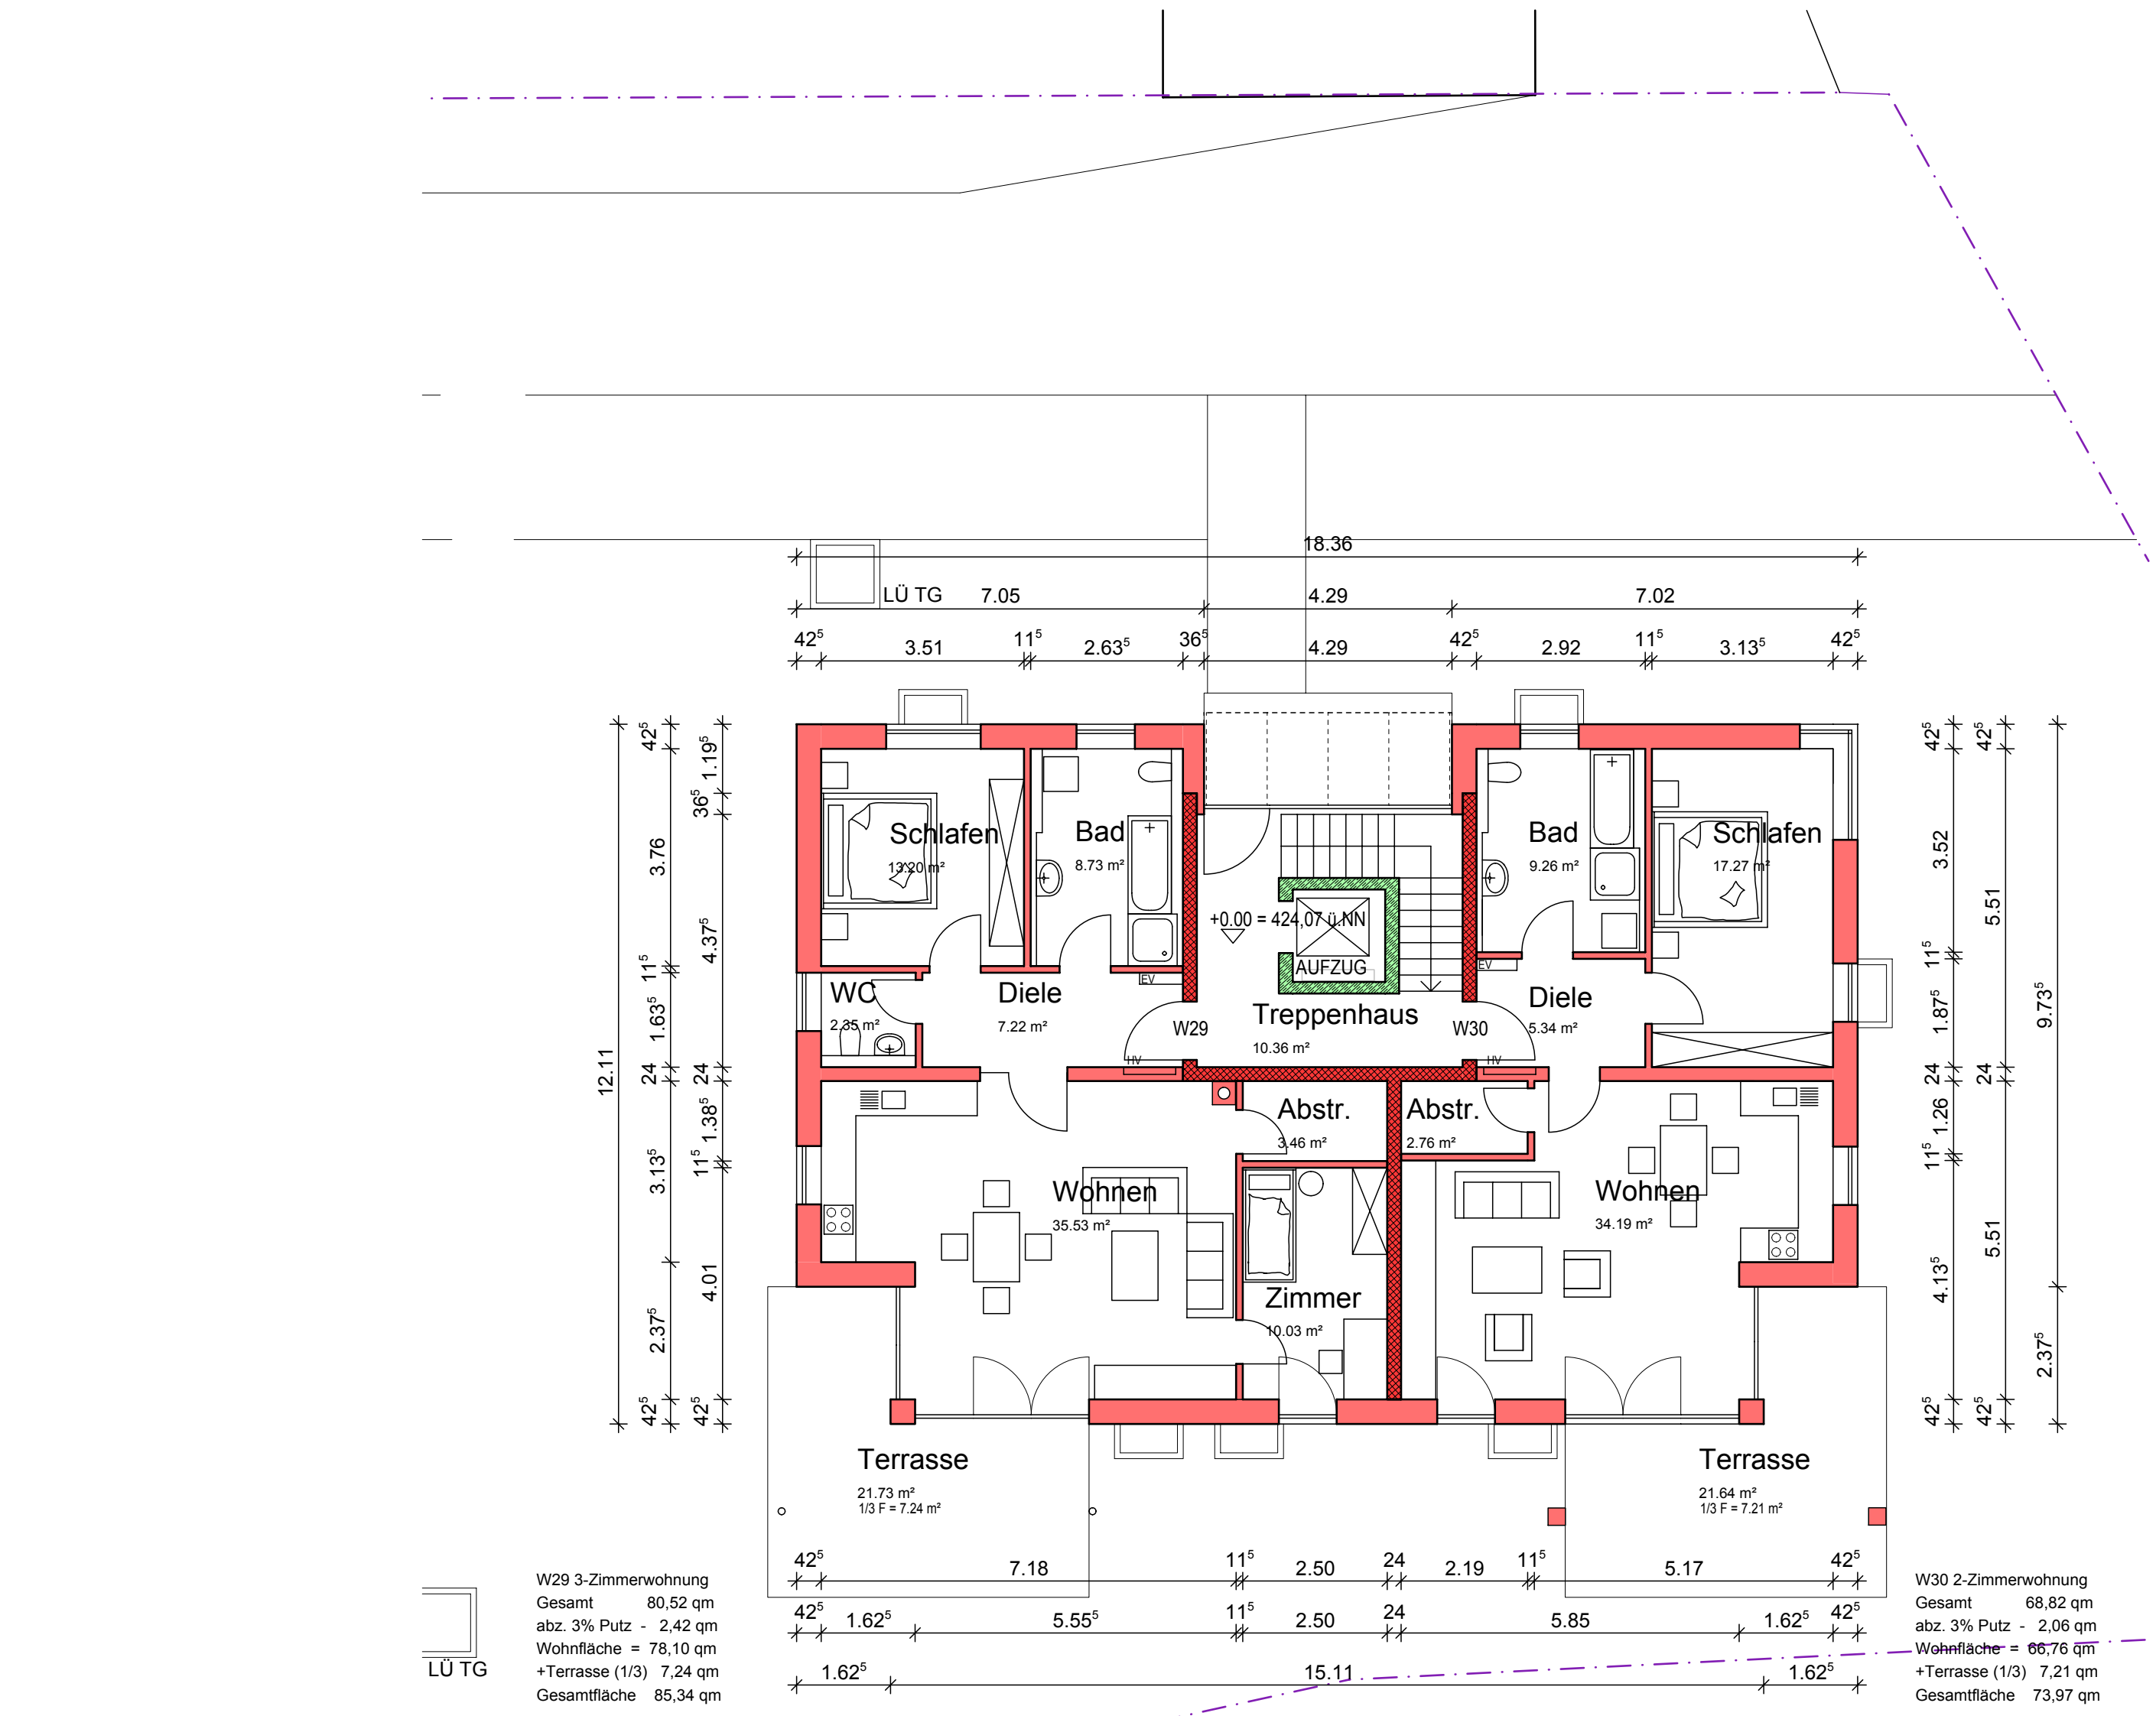 18.36
LÜ TG
7.05
4.29
7.02
42⁵
3.51
11⁵
2.63⁵
36⁵
4.29
42⁵
2.92
11⁵
3.13⁵
42⁵
12.11
42⁵
3.76
11⁵
1.63⁵
24
3.13⁵
2.37⁵
42⁵
1.19⁵
36⁵
4.37⁵
24
1.38⁵
11⁵
4.01
42⁵
Schlafen
13.20 m²
Bad
8.73 m²
Bad
9.26 m²
Schlafen
17.27 m²
+0.00 = 424,07 ü.NN
AUFZUG
EV
EV
WC
2.35 m²
Diele
7.22 m²
W29
Treppenhaus
10.36 m²
W30
Diele
5.34 m²
HV
HV
Abstr.
3.46 m²
Abstr.
2.76 m²
Wohnen
35.53 m²
Wohnen
34.19 m²
Zimmer
10.03 m²
42⁵
3.52
11⁵
1.87⁵
24
1.26
11⁵
4.13⁵
42⁵
42⁵
5.51
24
5.51
42⁵
9.73⁵
2.37⁵
Terrasse
21.73 m²
1/3 F = 7.24 m²
Terrasse
21.64 m²
1/3 F = 7.21 m²
42⁵
7.18
11⁵
2.50
24
2.19
11⁵
5.17
42⁵
42⁵
1.62⁵
5.55⁵
11⁵
2.50
24
5.85
1.62⁵
42⁵
1.62⁵
15.11
1.62⁵
LÜ TG
W29 3-Zimmerwohnung
Gesamt 80,52 qm
abz. 3% Putz - 2,42 qm
Wohnfläche = 78,10 qm
+Terrasse (1/3) 7,24 qm
Gesamtfläche 85,34 qm
W30 2-Zimmerwohnung
Gesamt 68,82 qm
abz. 3% Putz - 2,06 qm
Wohnfläche = 66,76 qm
+Terrasse (1/3) 7,21 qm
Gesamtfläche 73,97 qm